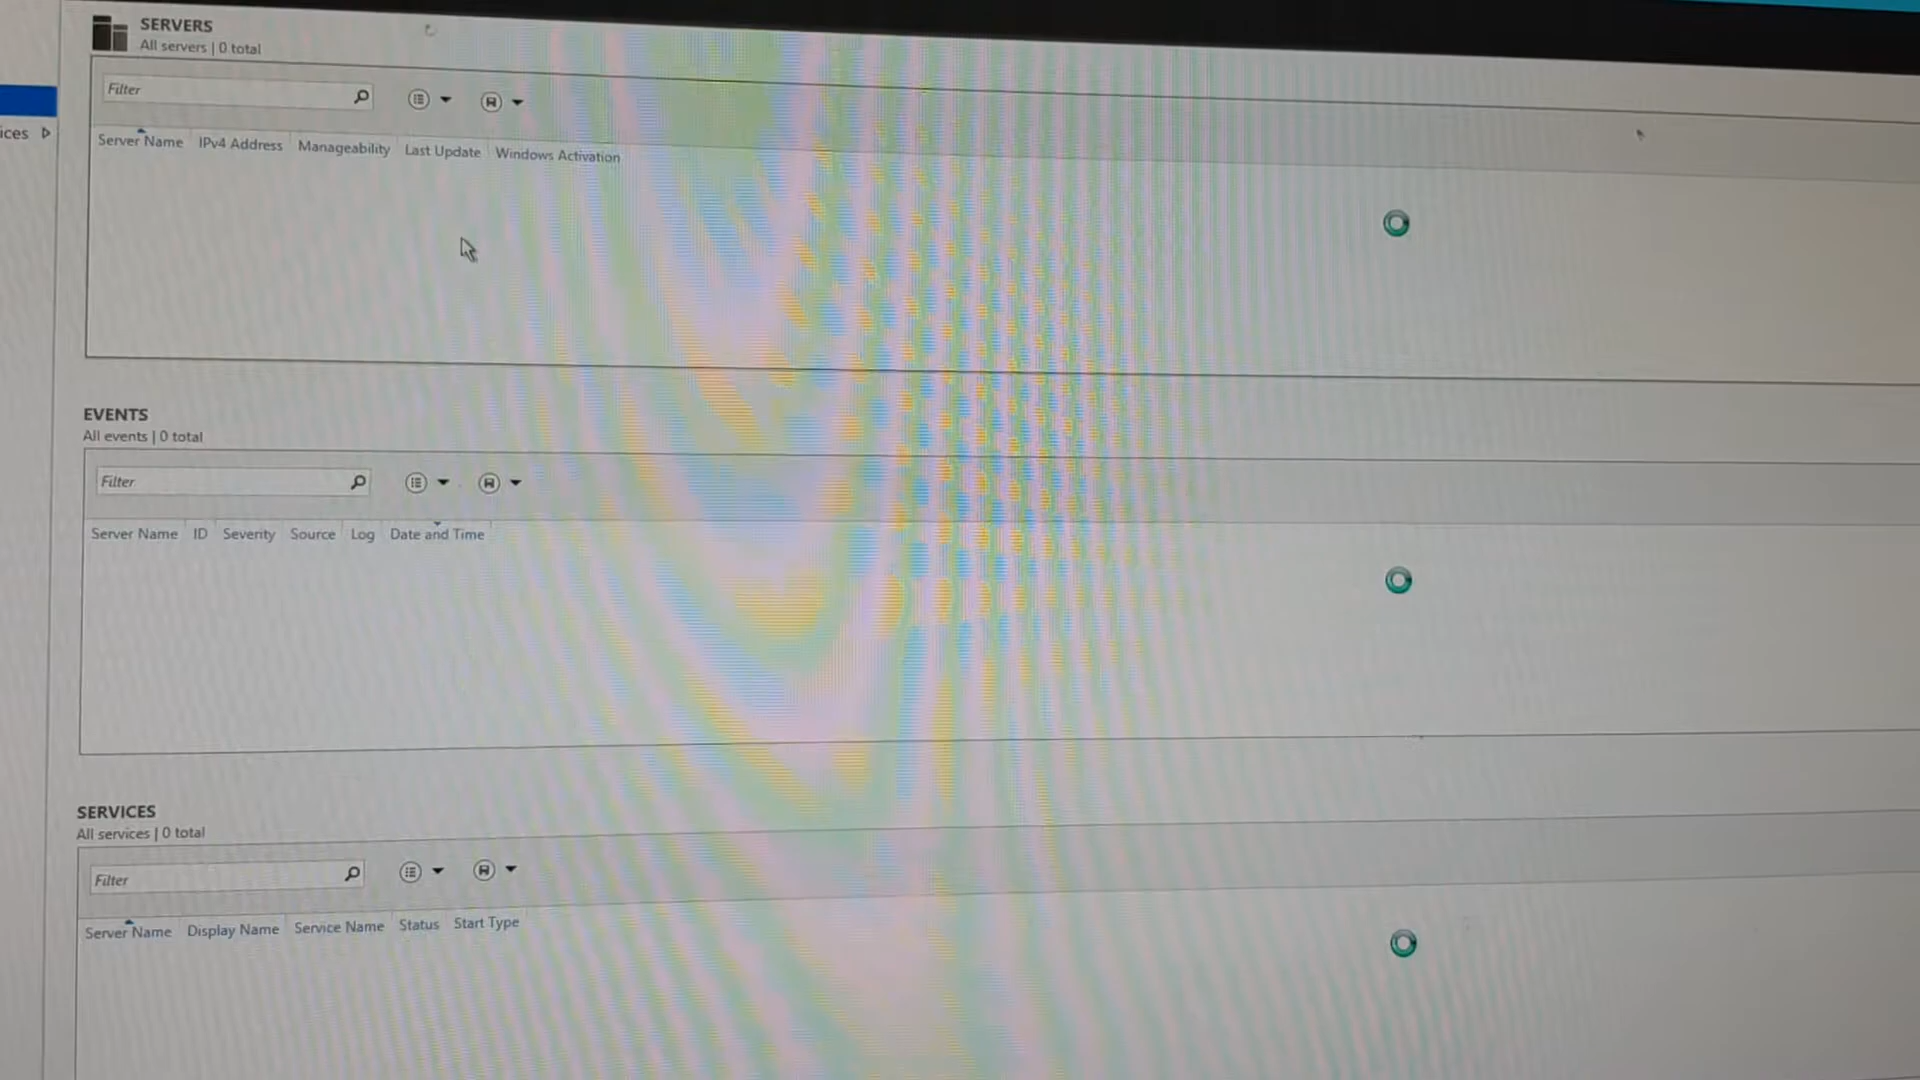 SERVERS
All servers | 0 total
Filter
Server Name IPv4 Address Manageability Last Update Windows Activation
ices
EVENTS
All events | 0 total
Filter
Server Name ID Severity Source Log Date and Time
SERVICES
All services | 0 total
Filter
Server Name Display Name Service Name Status Start Type